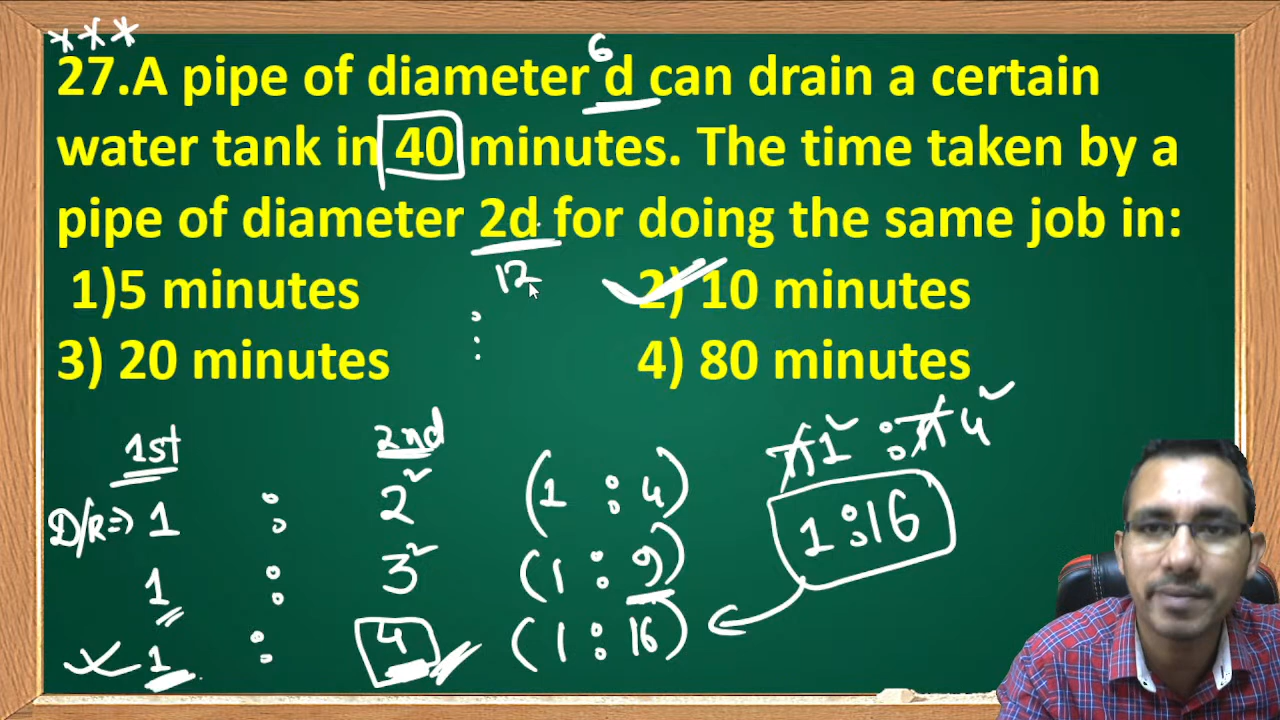 ***
27.A pipe of diameter d can drain a certain
6
water tank in 40 minutes. The time taken by a
pipe of diameter 2d for doing the same job in:
12
1)5 minutes 2) 10 minutes
:
3) 20 minutes 4) 80 minutes
1st 2nd
π1² : π4²
D/R⇒ 1 : 2² (1 : 4)
1:16
1 : 3² (1 : 9)
1 : 4 (1 : 16)